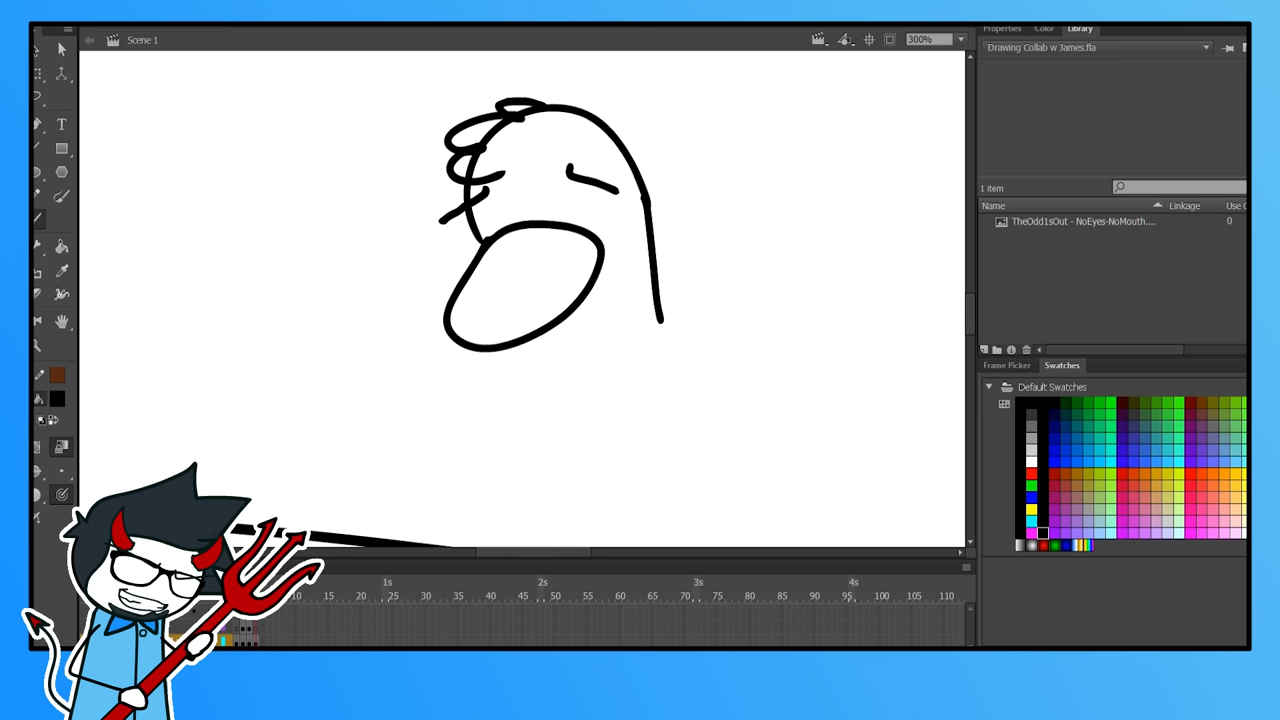 Properties Color Library
Scene 1
300%
Drawing Collab w James.fla
1 item
Name Linkage Use C
TheOdd1sOut - NoEyes-NoMouth.... 0
Frame Picker Swatches
Default Swatches
1s 2s 3s 4s
10 25 30 35 40 45 50 55 60 65 70 75 80 85 90 95 100 105 110